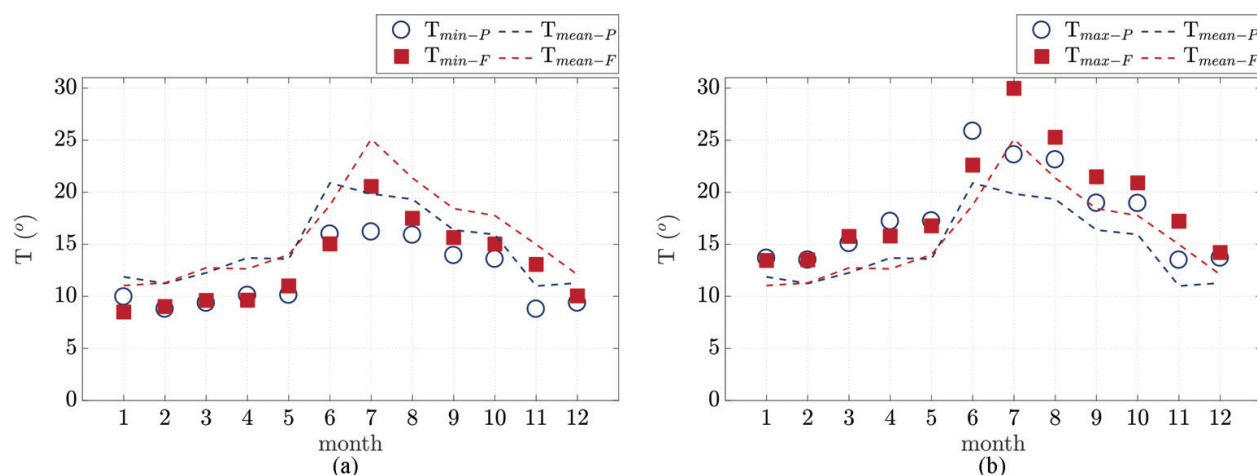 T_min−P T_mean−P
T_min−F T_mean−F
30
25
20
15
10
5
0
T (°)
1 2 3 4 5 6 7 8 9 10 11 12
month
(a)
T_max−P T_mean−P
T_max−F T_mean−F
30
25
20
15
10
5
0
T (°)
1 2 3 4 5 6 7 8 9 10 11 12
month
(b)